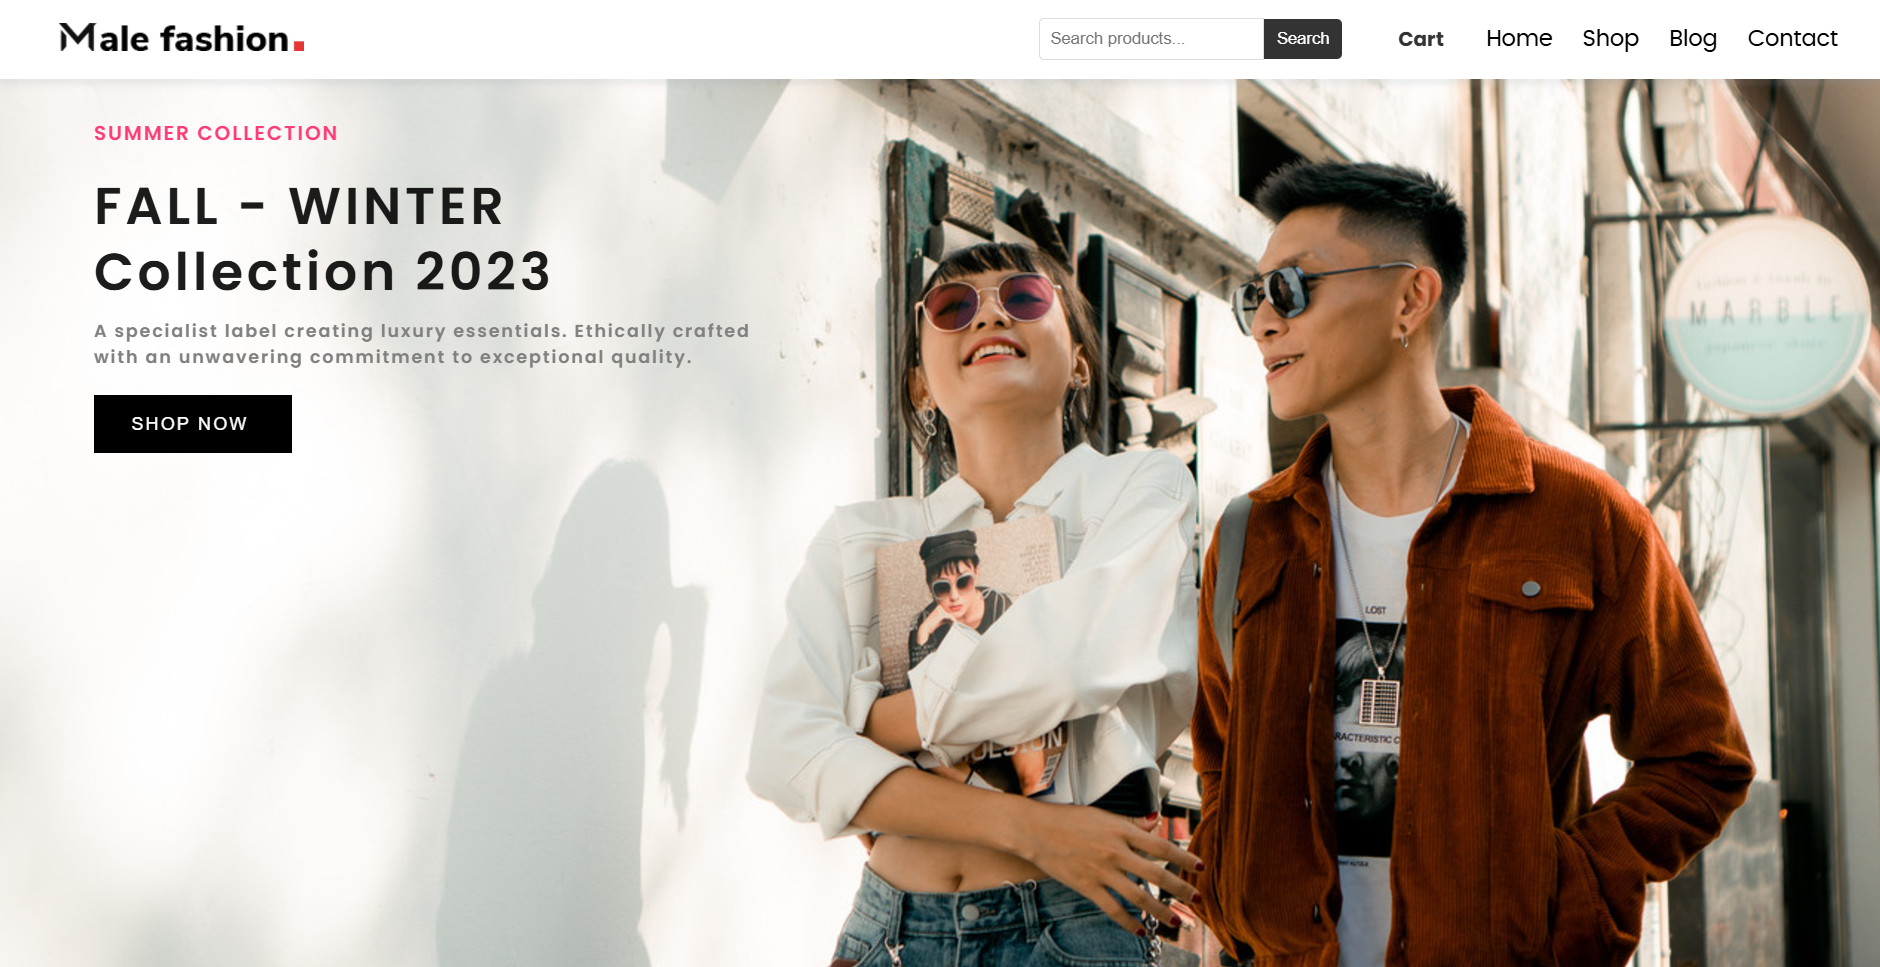 Male fashion.
Search products...
Search
Cart
Home
Shop
Blog
Contact
SUMMER COLLECTION
FALL - WINTER
Collection 2023
A specialist label creating luxury essentials. Ethically crafted
with an unwavering commitment to exceptional quality.
SHOP NOW
MARBLE
LOST